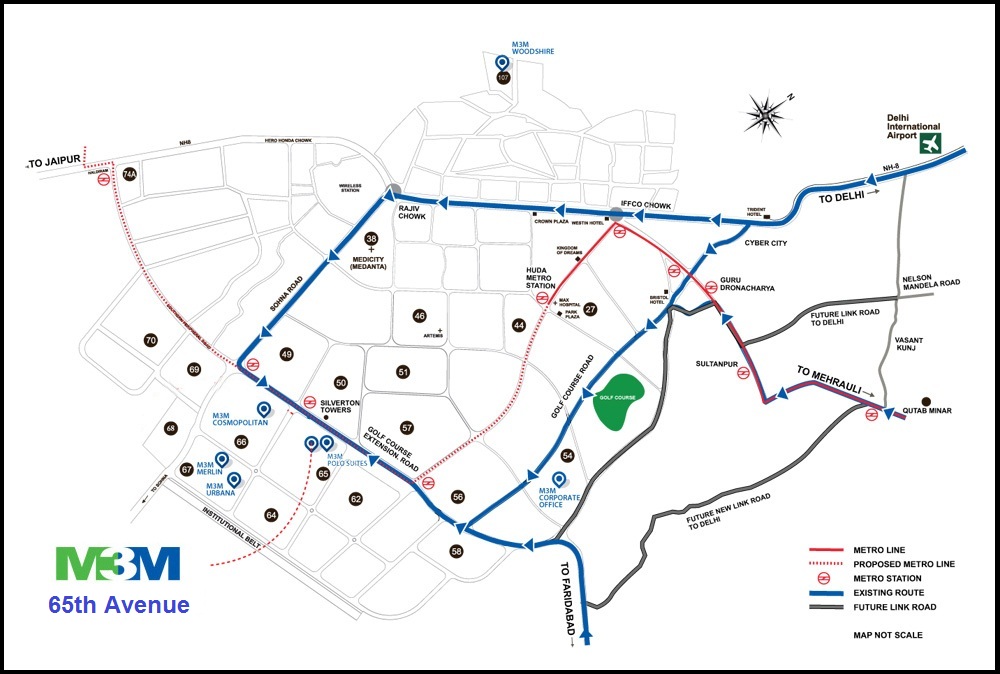 M3M
WOODSHIRE
107
N
Delhi
International
Airport
NH-8
TO DELHI
TO JAIPUR
NH8
HERO HONDA CHOWK
HALDIRAM
74A
WIRELESS
STATION
RAJIV
CHOWK
IFFCO CHOWK
CROWN PLAZA
WESTIN HOTEL
TRIDENT
HOTEL
CYBER CITY
38
MEDICITY
(MEDANTA)
KINGDOM
OF DREAMS
HUDA
METRO
STATION
MAX
HOSPITAL
PARK
PLAZA
27
BRISTOL
HOTEL
GURU
DRONACHARYA
NELSON
MANDELA ROAD
FUTURE LINK ROAD
TO DELHI
VASANT
KUNJ
SOHNA ROAD
SOUTHERN PERIPHERAL ROAD
46
ARTEMIS
44
70
69
49
50
51
SILVERTON
TOWERS
GOLF COURSE ROAD
GOLF COURSE
SULTANPUR
TO MEHRAULI
QUTAB MINAR
M3M
COSMOPOLITAN
68
66
67
M3M
MERLIN
M3M
URBANA
M3M
POLO SUITES
65
GOLF COURSE
EXTENSION ROAD
57
54
M3M
CORPORATE
OFFICE
TO SOHNA
INSTITUTIONAL BELT
64
62
56
58
FUTURE NEW LINK ROAD
TO DELHI
TO FARIDABAD
M3M
65th Avenue
METRO LINE
PROPOSED METRO LINE
METRO STATION
EXISTING ROUTE
FUTURE LINK ROAD
MAP NOT SCALE